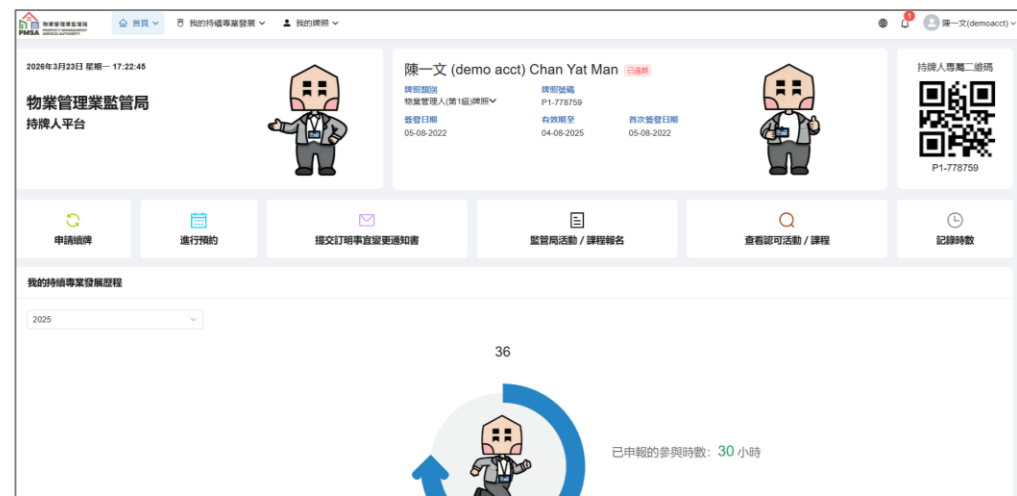 物業管理業監管局
PMSA PROPERTY MANAGEMENT SERVICES AUTHORITY
首頁
我的持續專業發展
我的牌照
1
陳一文(demoacct)
2026年3月23日 星期一 17:22:45
物業管理業監管局
持牌人平台
陳一文 (demo acct) Chan Yat Man 已過期
牌照類別
物業管理人(第1級)牌照
牌照號碼
P1-778759
簽發日期
05-08-2022
有效期至
04-08-2025
首次簽發日期
05-08-2022
持牌人專屬二維碼
P1-778759
申請續牌
進行預約
提交訂明事宜變更通知書
監管局活動 / 課程報名
查看認可活動 / 課程
記錄時數
我的持續專業發展歷程
2025
36
已申報的參與時數: 30 小時